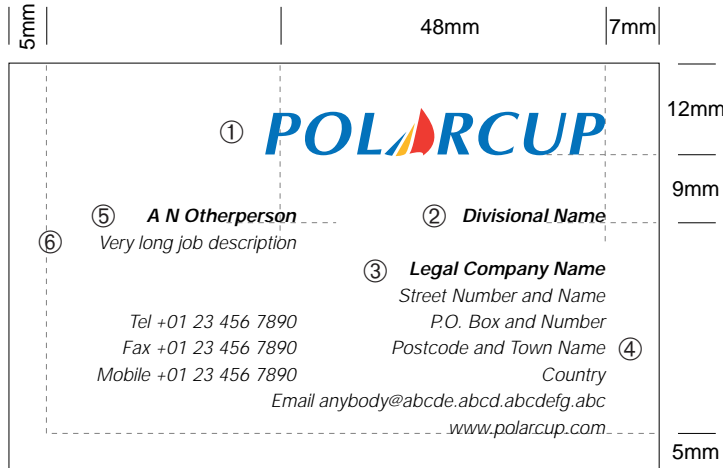 5mm
48mm
7mm
12mm
① POLARCUP
9mm
⑤ A N Otherperson
② Divisional Name
⑥ Very long job description
③ Legal Company Name
Street Number and Name
Tel +01 23 456 7890
P.O. Box and Number
Fax +01 23 456 7890
Postcode and Town Name ④
Mobile +01 23 456 7890
Country
Email anybody@abcde.abcd.abcdefg.abc
www.polarcup.com
5mm